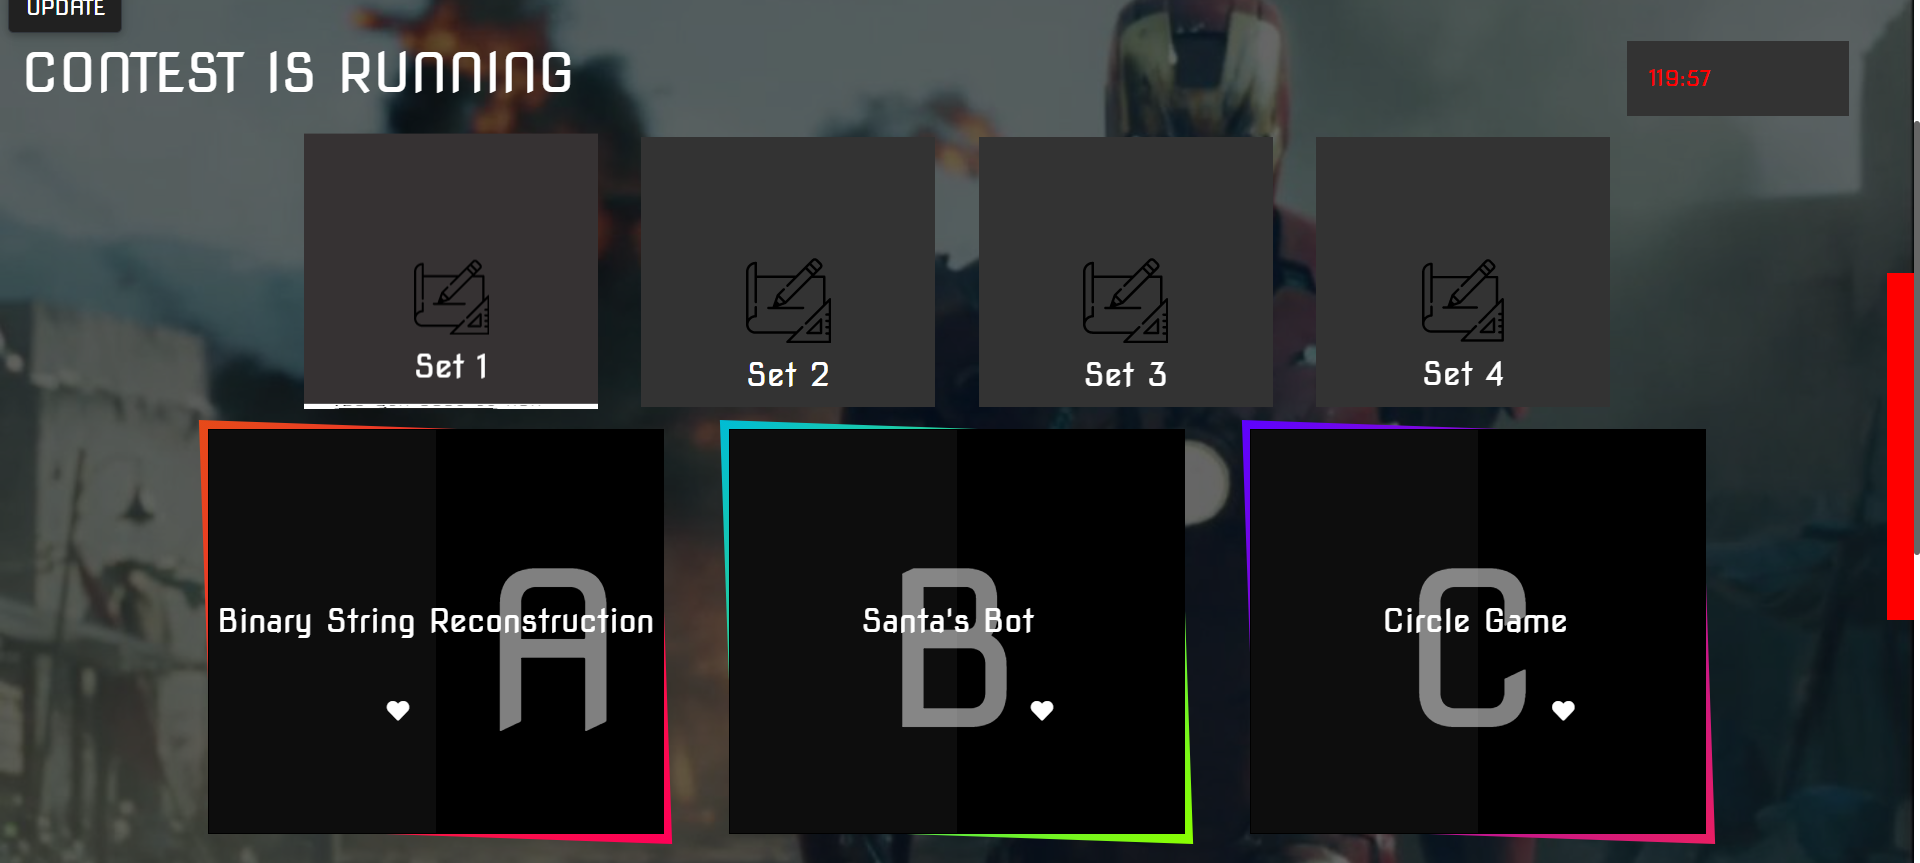 UPDATE
CONTEST IS RUNNING
119:57
Set 1
Set 2
Set 3
Set 4
A
Binary String Reconstruction
B
Santa's Bot
C
Circle Game